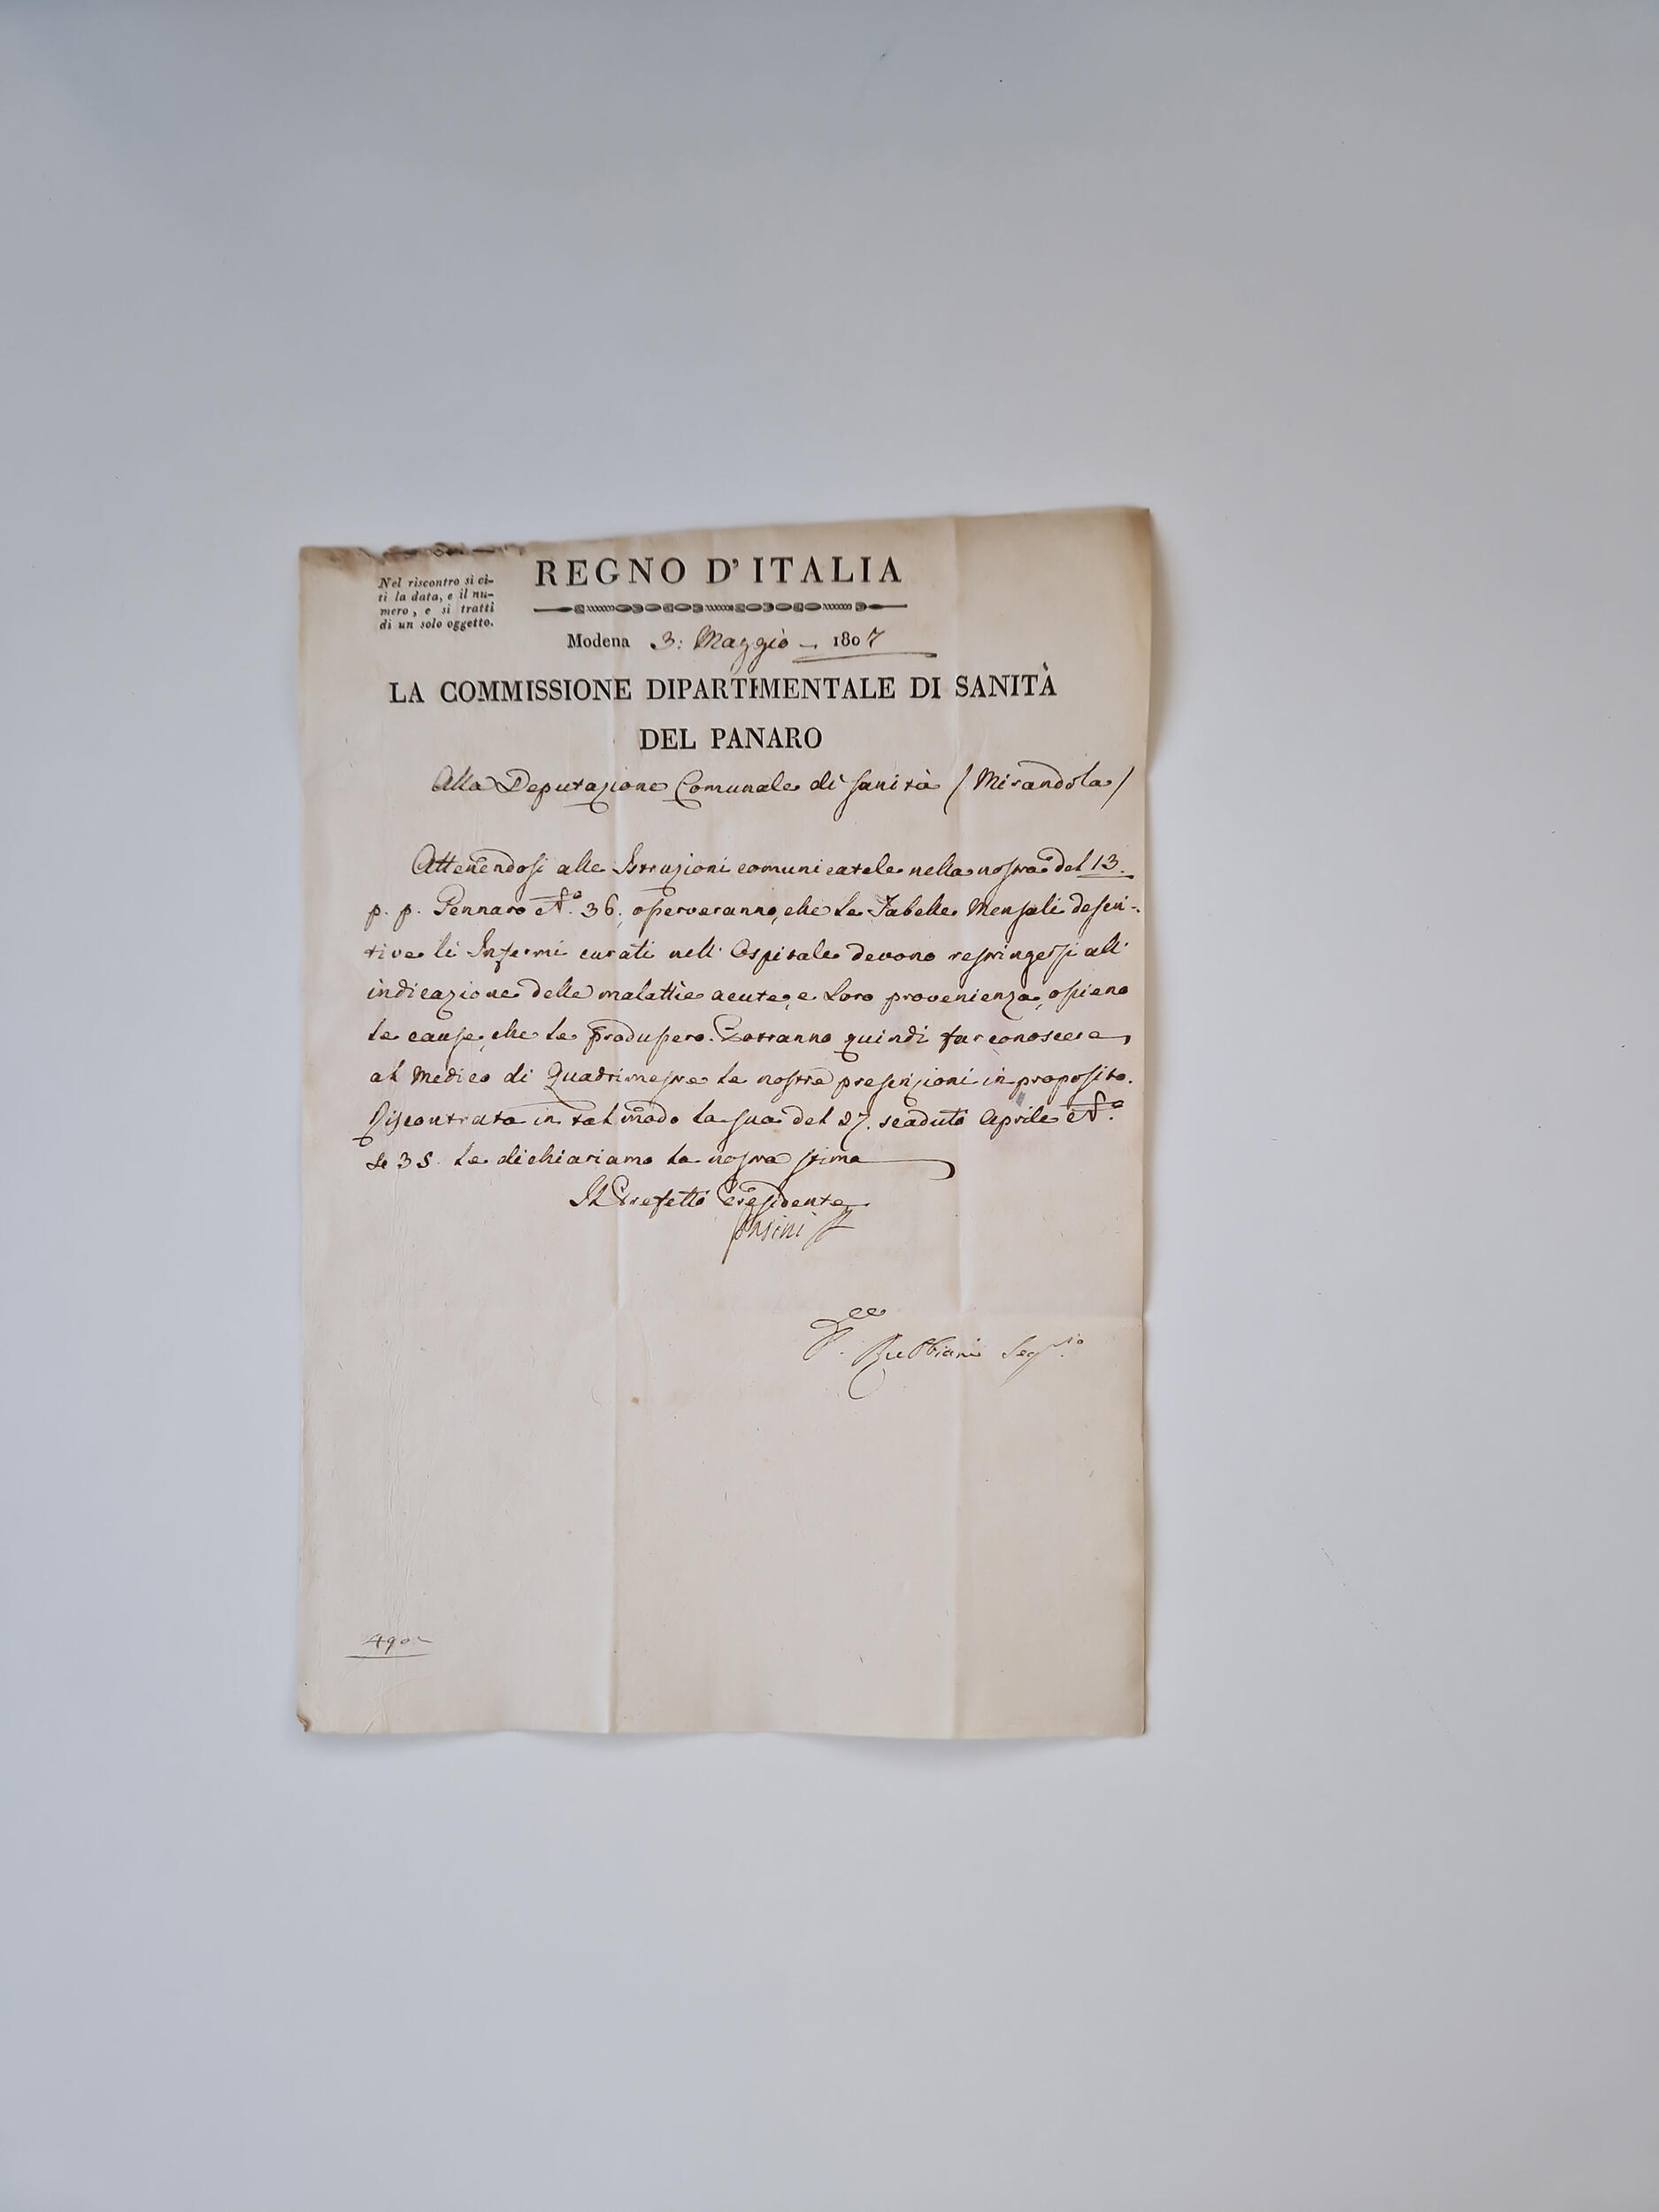 Nel riscontro si ci-
ti la data, e il nu-
mero, e si tratti
di un solo oggetto.
REGNO D'ITALIA
Modena 3: Maggio 1807
LA COMMISSIONE DIPARTIMENTALE DI SANITÀ
DEL PANARO
Alla Deputazione Comunale di Sanità / Mirandola /
Attenendosi alle Istruzioni comunicatele nella nostra del 13.
p. p. Gennaro N.o 36, osserveranno, che le Tabelle Mensali descri-
tive li Infermi curati nell' Ospitale devono restringersi all'
indicazione delle malattie acute, e loro provenienza, ossieno
le cause, che le produssero. Potranno quindi far conoscere
al Medico di Quadrimestre le nostre prescrizioni in proposito.
Riscontrata in tal modo la sua del 27. scaduto Aprile N.o
35. le dichiariamo la nostra stima
Il Prefetto Presidente
P. Rubbiani Seg.rio
490